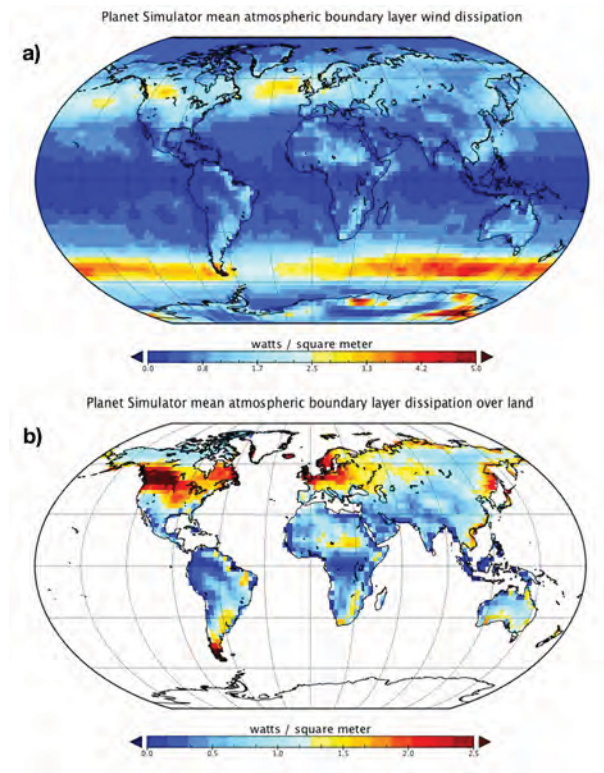 Planet Simulator mean atmospheric boundary layer wind dissipation
a)
watts / square meter
0.0 0.8 1.7 2.5 3.3 4.2 5.0
Planet Simulator mean atmospheric boundary layer dissipation over land
b)
watts / square meter
0.0 0.5 1.0 1.5 2.0 2.5